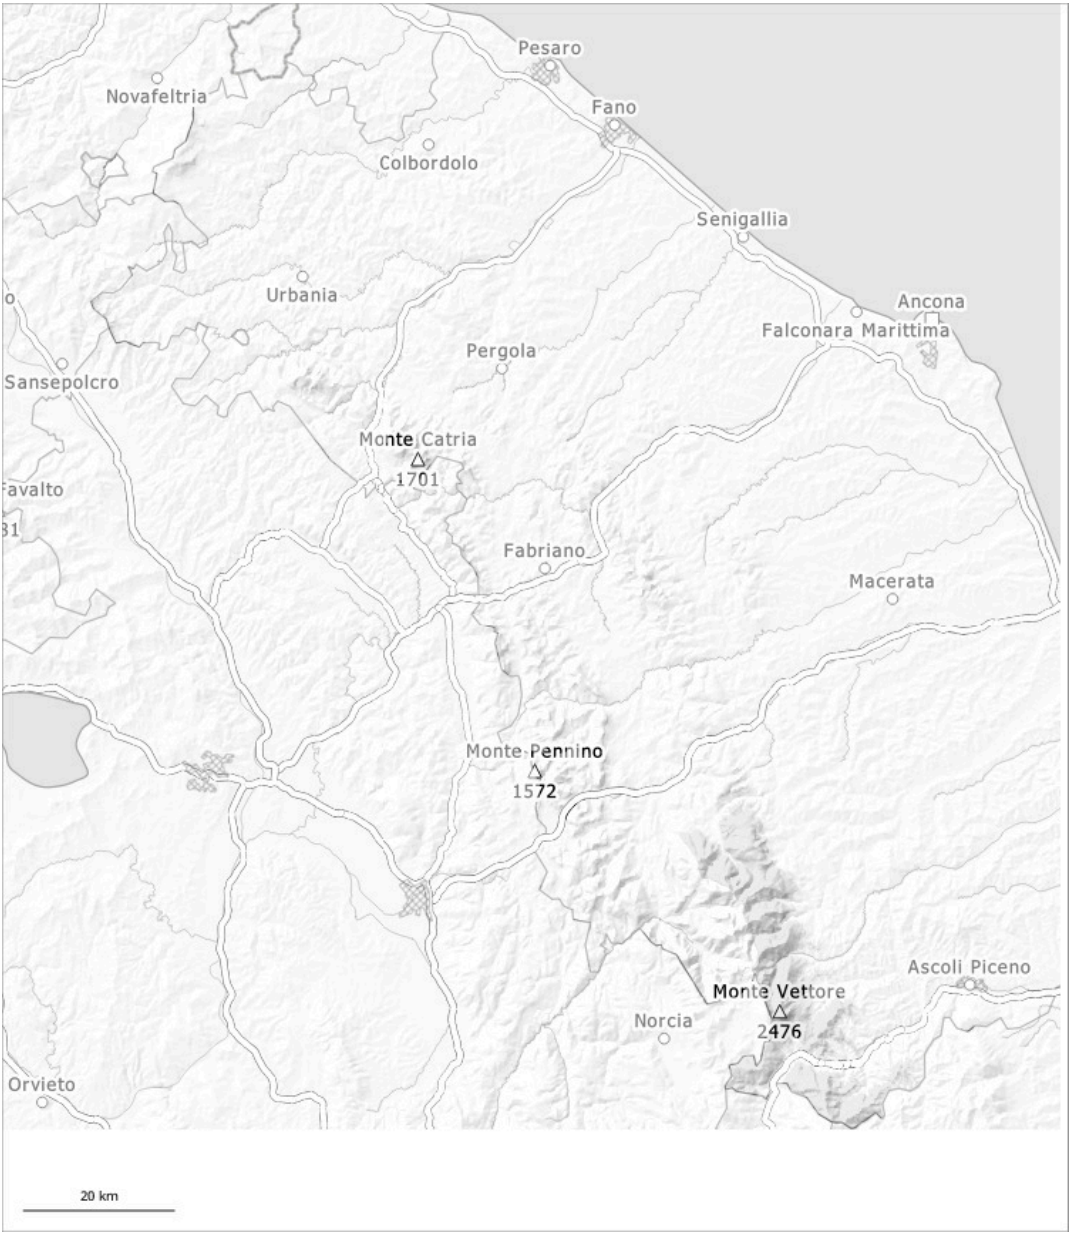 Pesaro
Novafeltria
Fano
Colbordolo
Senigallia
Urbania
o
Ancona
Falconara Marittima
Pergola
Sansepolcro
Monte Catria
1701
Favalto
81
Fabriano
Macerata
Monte Pennino
1572
Ascoli Piceno
Monte Vettore
2476
Norcia
Orvieto
20 km